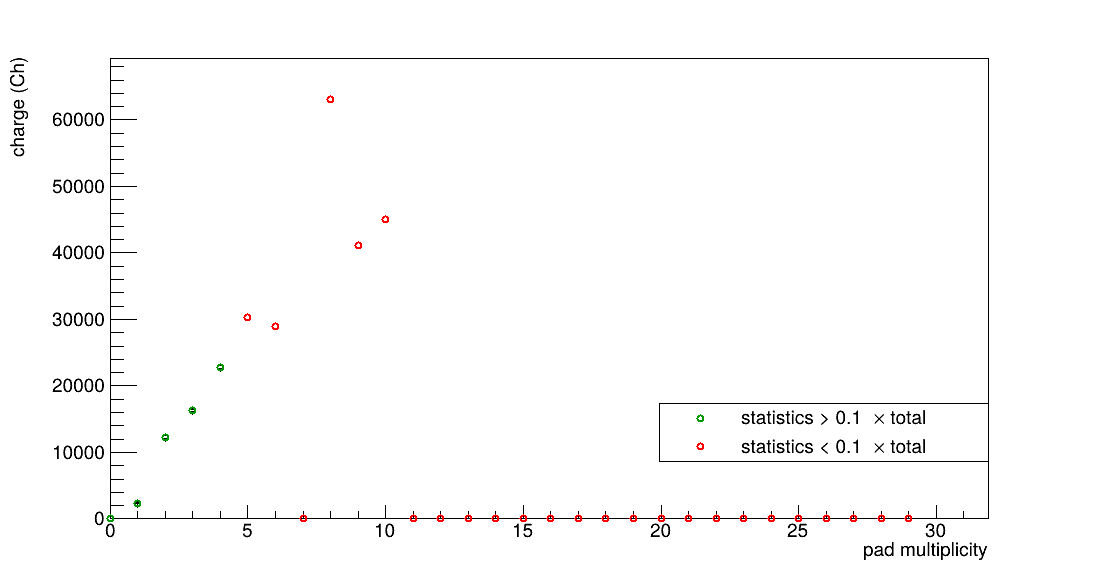 charge (Ch)
60000
50000
40000
30000
20000
10000
0
statistics > 0.1 × total
statistics < 0.1 × total
0 5 10 15 20 25 30
pad multiplicity